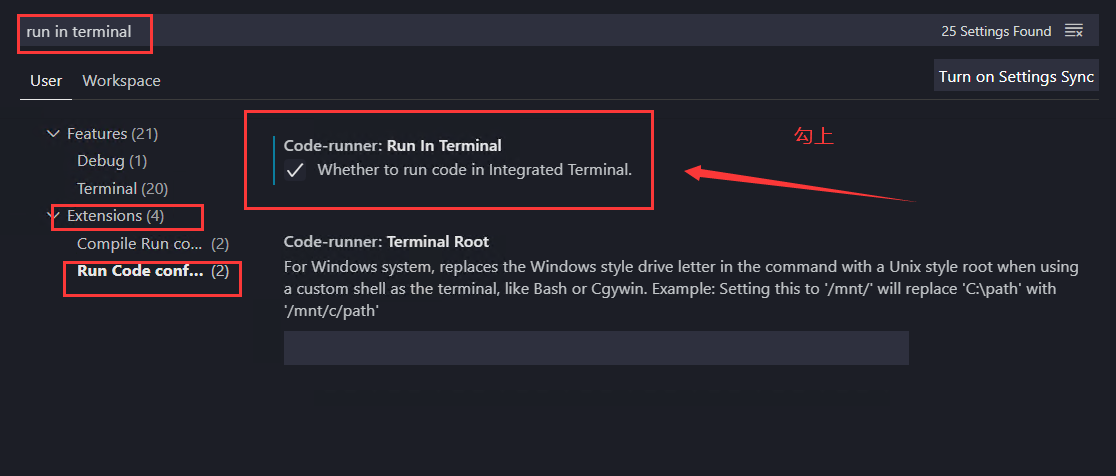 run in terminal
25 Settings Found
User
Workspace
Turn on Settings Sync
Features (21)
Debug (1)
Terminal (20)
Extensions (4)
Compile Run co... (2)
Run Code conf... (2)
Code-runner: Run In Terminal
Whether to run code in Integrated Terminal.
勾上
Code-runner: Terminal Root
For Windows system, replaces the Windows style drive letter in the command with a Unix style root when using
a custom shell as the terminal, like Bash or Cgywin. Example: Setting this to '/mnt/' will replace 'C:\path' with
'/mnt/c/path'